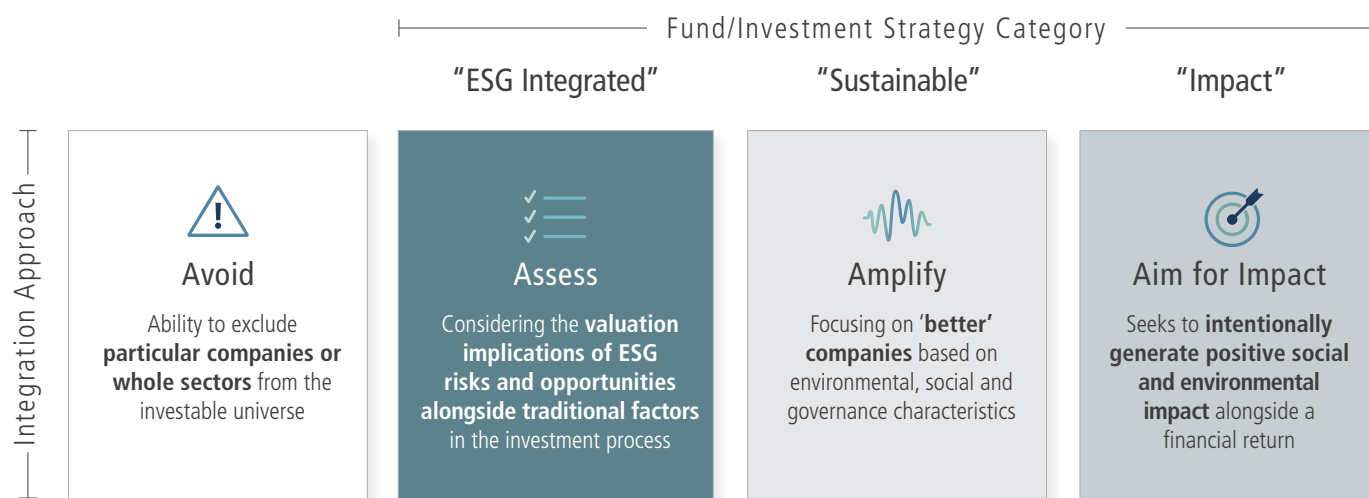 Fund/Investment Strategy Category
"ESG Integrated"
"Sustainable"
"Impact"
Integration Approach
Avoid
Ability to exclude
particular companies or
whole sectors from the
investable universe
Assess
Considering the valuation
implications of ESG
risks and opportunities
alongside traditional factors
in the investment process
Amplify
Focusing on ‘better’
companies based on
environmental, social and
governance characteristics
Aim for Impact
Seeks to intentionally
generate positive social
and environmental
impact alongside a
financial return